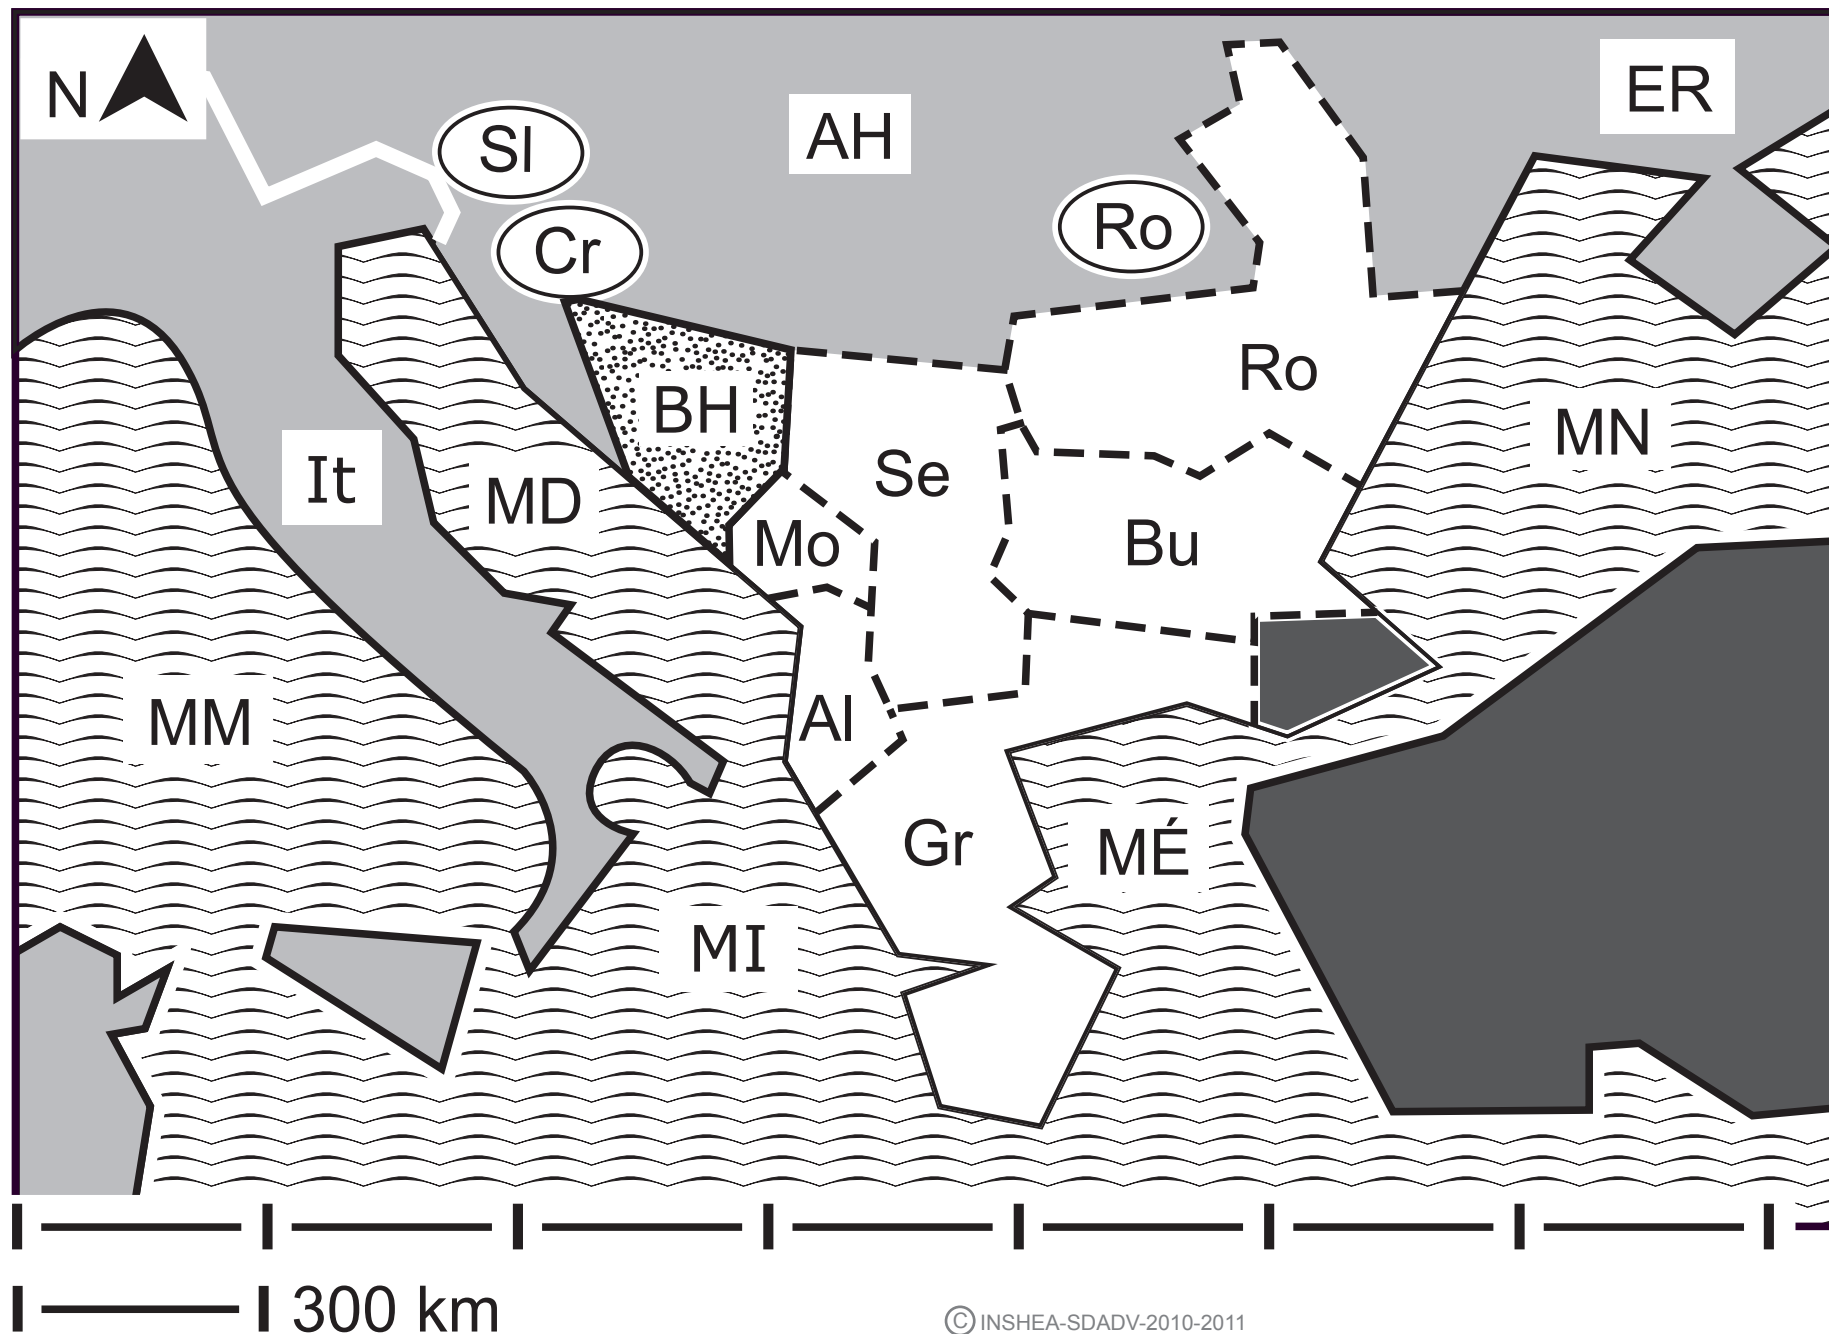 N
ER
AH
Sl
Ro
Cr
Ro
BH
MN
It
Se
MD
Mo
Bu
MM
Al
Gr
MÉ
MI
300 km
© INSHEA-SDADV-2010-2011